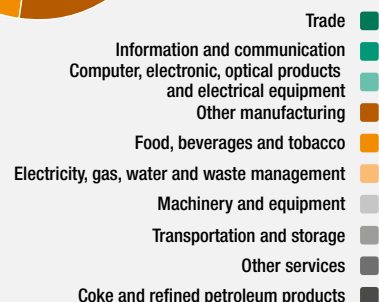 Trade
Information and communication
Computer, electronic, optical products
and electrical equipment
Other manufacturing
Food, beverages and tobacco
Electricity, gas, water and waste management
Machinery and equipment
Transportation and storage
Other services
Coke and refined petroleum products